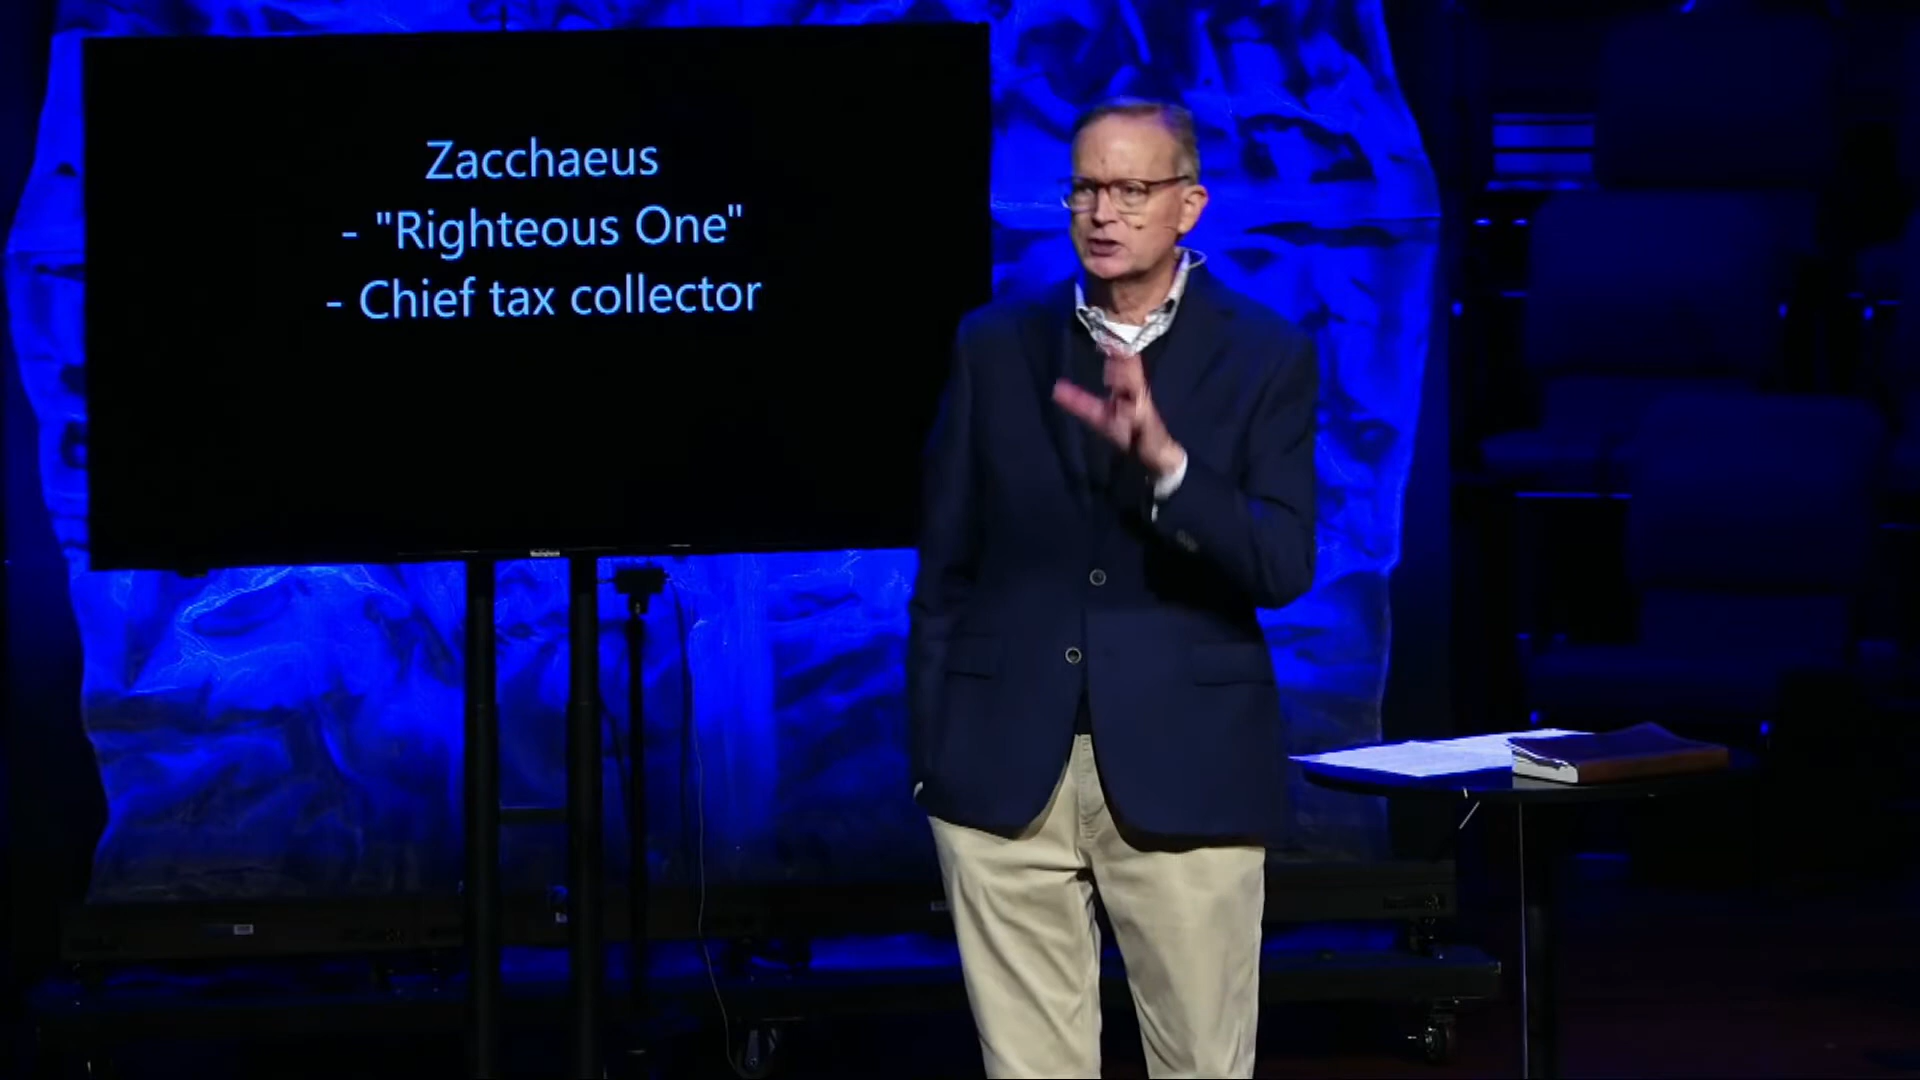 Zacchaeus
- "Righteous One"
- Chief tax collector